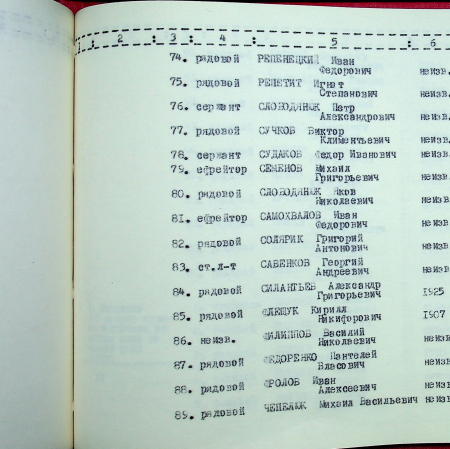 1 : 2 : 3 : 4 : 5 : 6
74. рядовой РЕПЕНЕЦКИЙ Иван
Федорович неизв.
75. рядовой РЕПЕТИТ Игнат
Степанович неизв.
76. сержант СЛОБОДЯНЮК Петр
Александрович неизв.
77. рядовой СУЧКОВ Виктор
Климентьевич неизв.
78. сержант СУДАКОВ Федор Иванович неизв.
79. ефрейтор СЕМЕНОВ Михаил
Григорьевич неизв.
80. рядовой СЛОБОДЯНЮК Яков
Николаевич неизв.
81. ефрейтор САМОХВАЛОВ Иван
Федорович неизв.
82. рядовой СОЛЯРИК Григорий
Антонович неизв.
83. ст.л-т САВЕНКОВ Георгий
Андреевич неизв.
84. рядовой СИЛАНТЬЕВ Александр
Григорьевич 1925
85. рядовой ФЛЕЩУК Кирилл
Никифорович 1907
86. неизв. ФИЛИППОВ Василий
Николаевич неизв.
87. рядовой ФЕДОРЕНКО Пантелей
Власович неизв.
88. рядовой ФРОЛОВ Иван
Алексеевич неизв.
89. рядовой ЧЕПЕЛЮК Михаил Васильевич неизв.